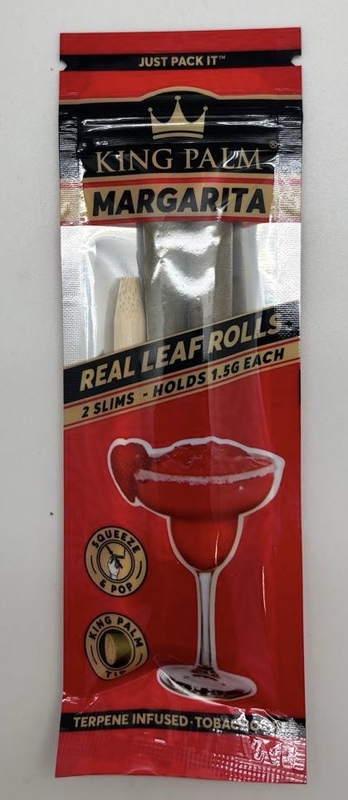 JUST PACK IT™
KING PALM®
MARGARITA
REAL LEAF ROLLS
2 SLIMS - HOLDS 1.5G EACH
SQUEEZE
& POP
KING PALM
TIP
TERPENE INFUSED·